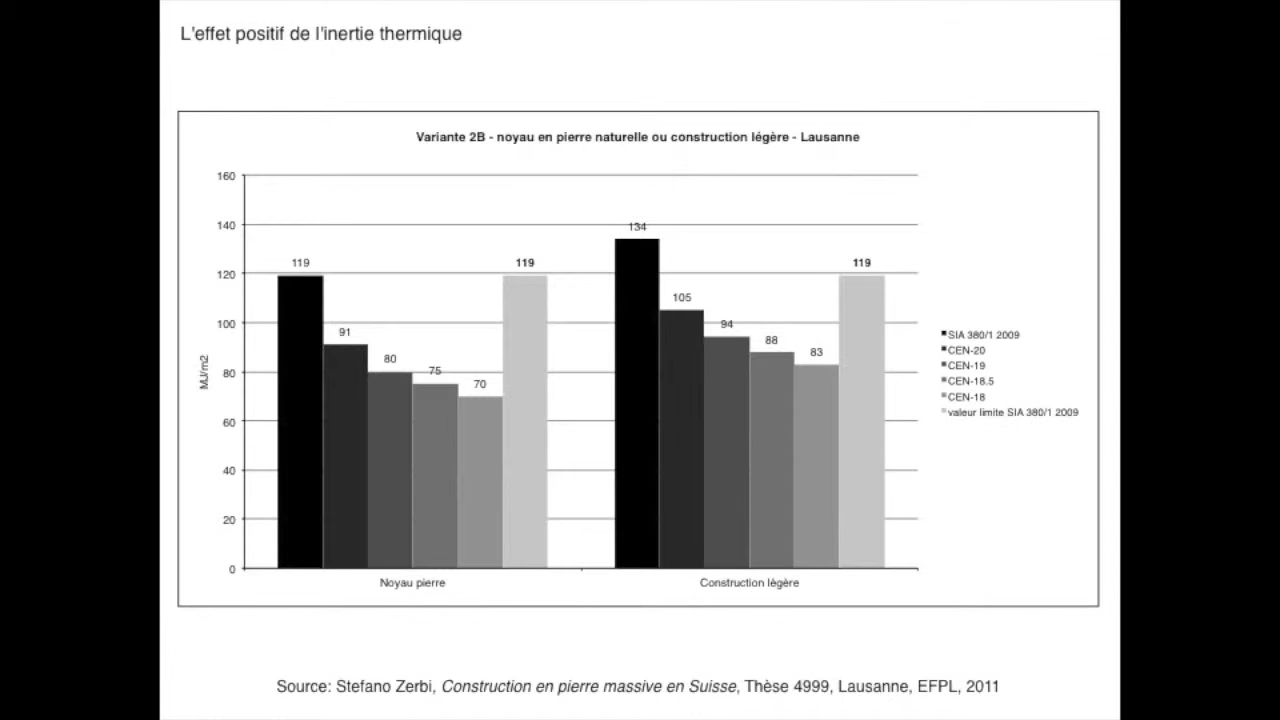 L'effet positif de l'inertie thermique
Variante 2B - noyau en pierre naturelle ou construction légère - Lausanne
160
140
120
100
80
60
40
20
0
MJ/m2
119
91
80
75
70
119
134
105
94
88
83
119
Noyau pierre
Construction légère
SIA 380/1 2009
CEN-20
CEN-19
CEN-18.5
CEN-18
valeur limite SIA 380/1 2009
Source: Stefano Zerbi, Construction en pierre massive en Suisse, Thèse 4999, Lausanne, EFPL, 2011